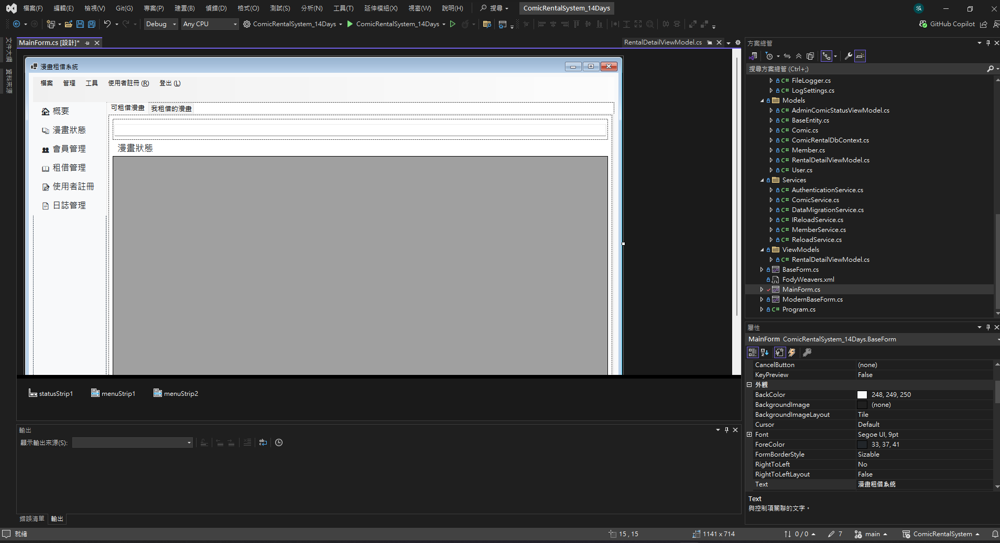 檔案(F) 編輯(E) 檢視(V) Git(G) 專案(P) 建置(B) 偵錯(D) 格式(O) 測試(S) 分析(N) 工具(T) 延伸模組(X) 視窗(W) 說明(H) 搜尋 ComicRentalSystem_14Days
Debug Any CPU ComicRentalSystem_14Days ComicRentalSystem_14Days GitHub Copilot
文件大綱
資料來源
MainForm.cs [設計]* RentalDetailViewModel.cs
漫畫租借系統
檔案 管理 工具 使用者註冊 (R) 登出 (L)
概要
漫畫狀態
會員管理
租借管理
使用者註冊
日誌管理
可租借漫畫 我租借的漫畫
漫畫狀態
statusStrip1 menuStrip1 menuStrip2
輸出
顯示輸出來源(S):
錯誤清單 輸出
方案總管
搜尋方案總管 (Ctrl+;)
C# FileLogger.cs
C# LogSettings.cs
Models
C# AdminComicStatusViewModel.cs
C# BaseEntity.cs
C# Comic.cs
C# ComicRentalDbContext.cs
C# Member.cs
C# RentalDetailViewModel.cs
C# User.cs
Services
C# AuthenticationService.cs
C# ComicService.cs
C# DataMigrationService.cs
C# IReloadService.cs
C# MemberService.cs
C# ReloadService.cs
ViewModels
C# RentalDetailViewModel.cs
BaseForm.cs
FodyWeavers.xml
MainForm.cs
ModernBaseForm.cs
C# Program.cs
屬性
MainForm ComicRentalSystem_14Days.BaseForm
CancelButton (none)
KeyPreview False
外觀
BackColor 248, 249, 250
BackgroundImage (none)
BackgroundImageLayout Tile
Cursor Default
Font Segoe UI, 9pt
ForeColor 33, 37, 41
FormBorderStyle Sizable
RightToLeft No
RightToLeftLayout False
Text 漫畫租借系統
Text
與控制項關聯的文字。
就緒 15 , 15 1141 x 714 0 / 0 7 main ComicRentalSystem